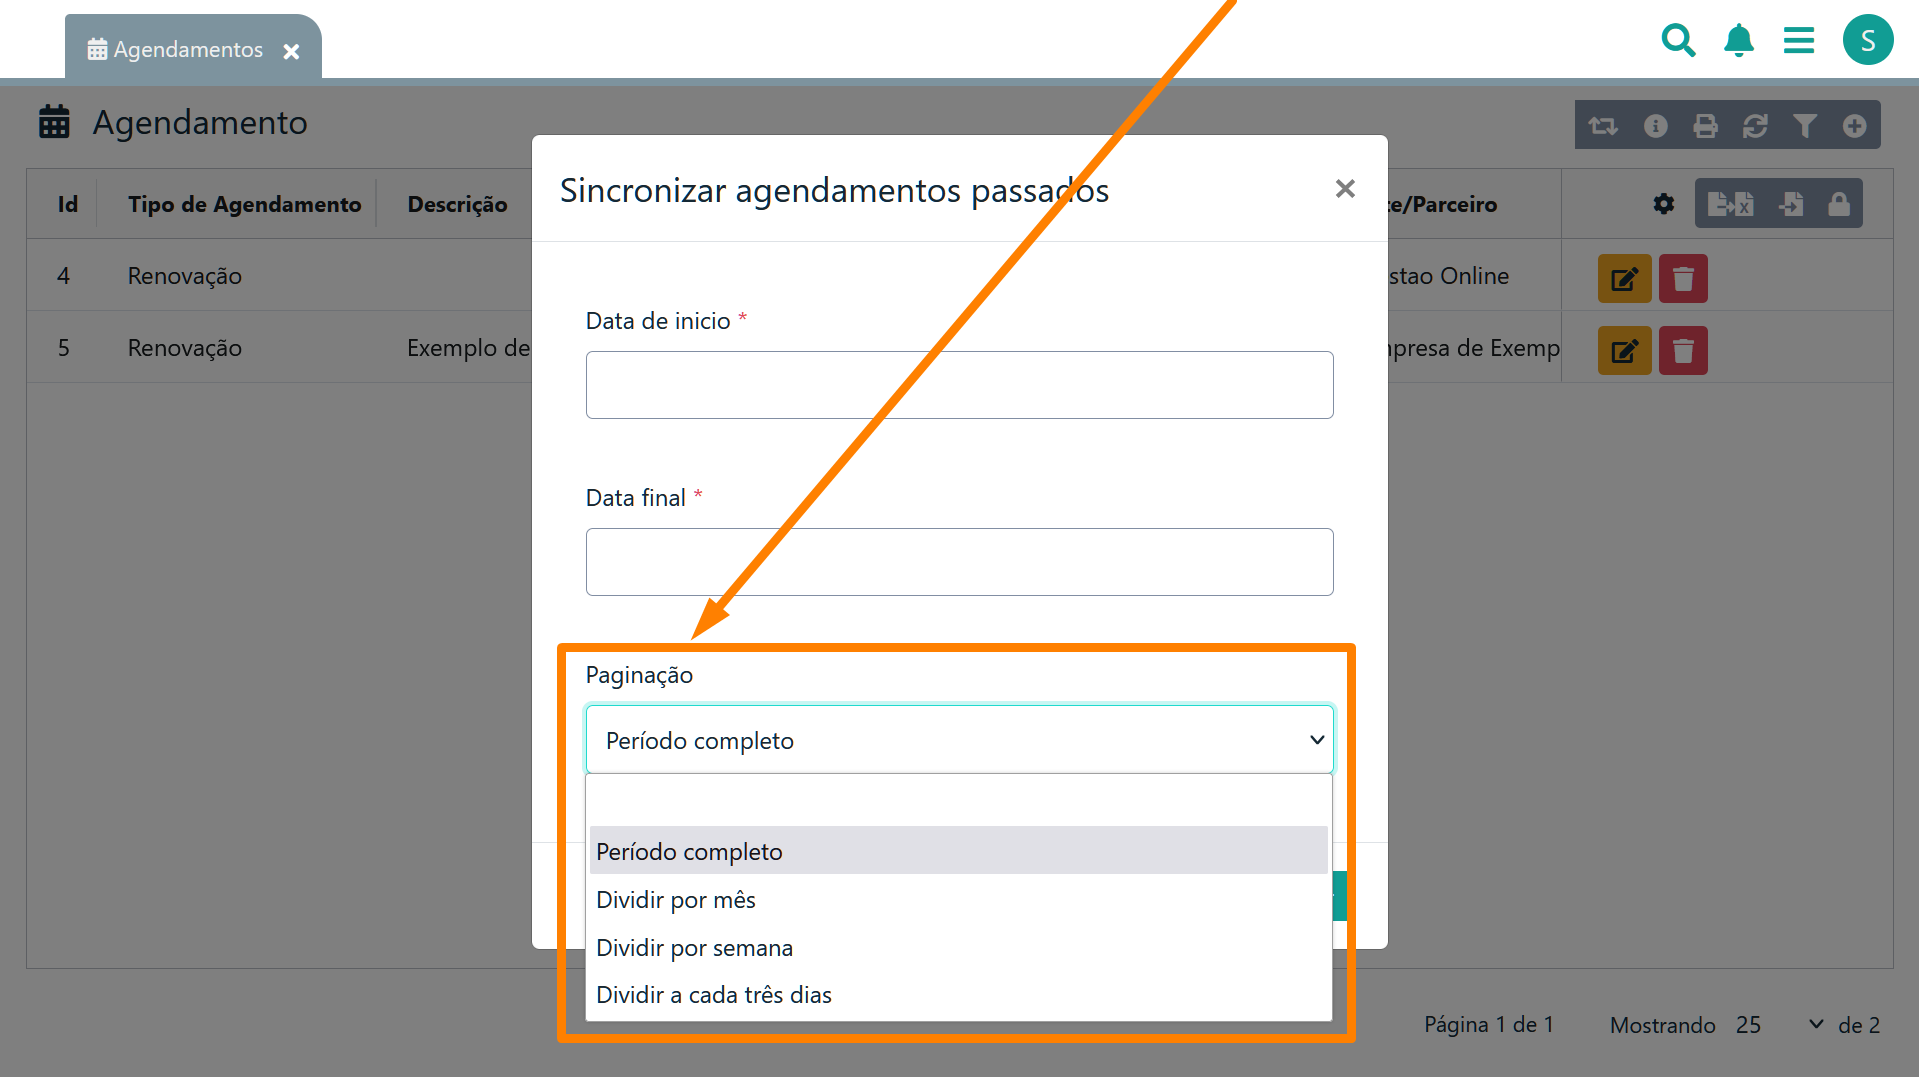 Agendamentos
S
Agendamento
Sincronizar agendamentos passados
Id Tipo de Agendamento Descrição te/Parceiro
4 Renovação stao Online
5 Renovação Exemplo de mpresa de Exemp
Data de inicio *
Data final *
Paginação
Período completo
Período completo
Dividir por mês
Dividir por semana
Dividir a cada três dias
Página 1 de 1 Mostrando 25 de 2